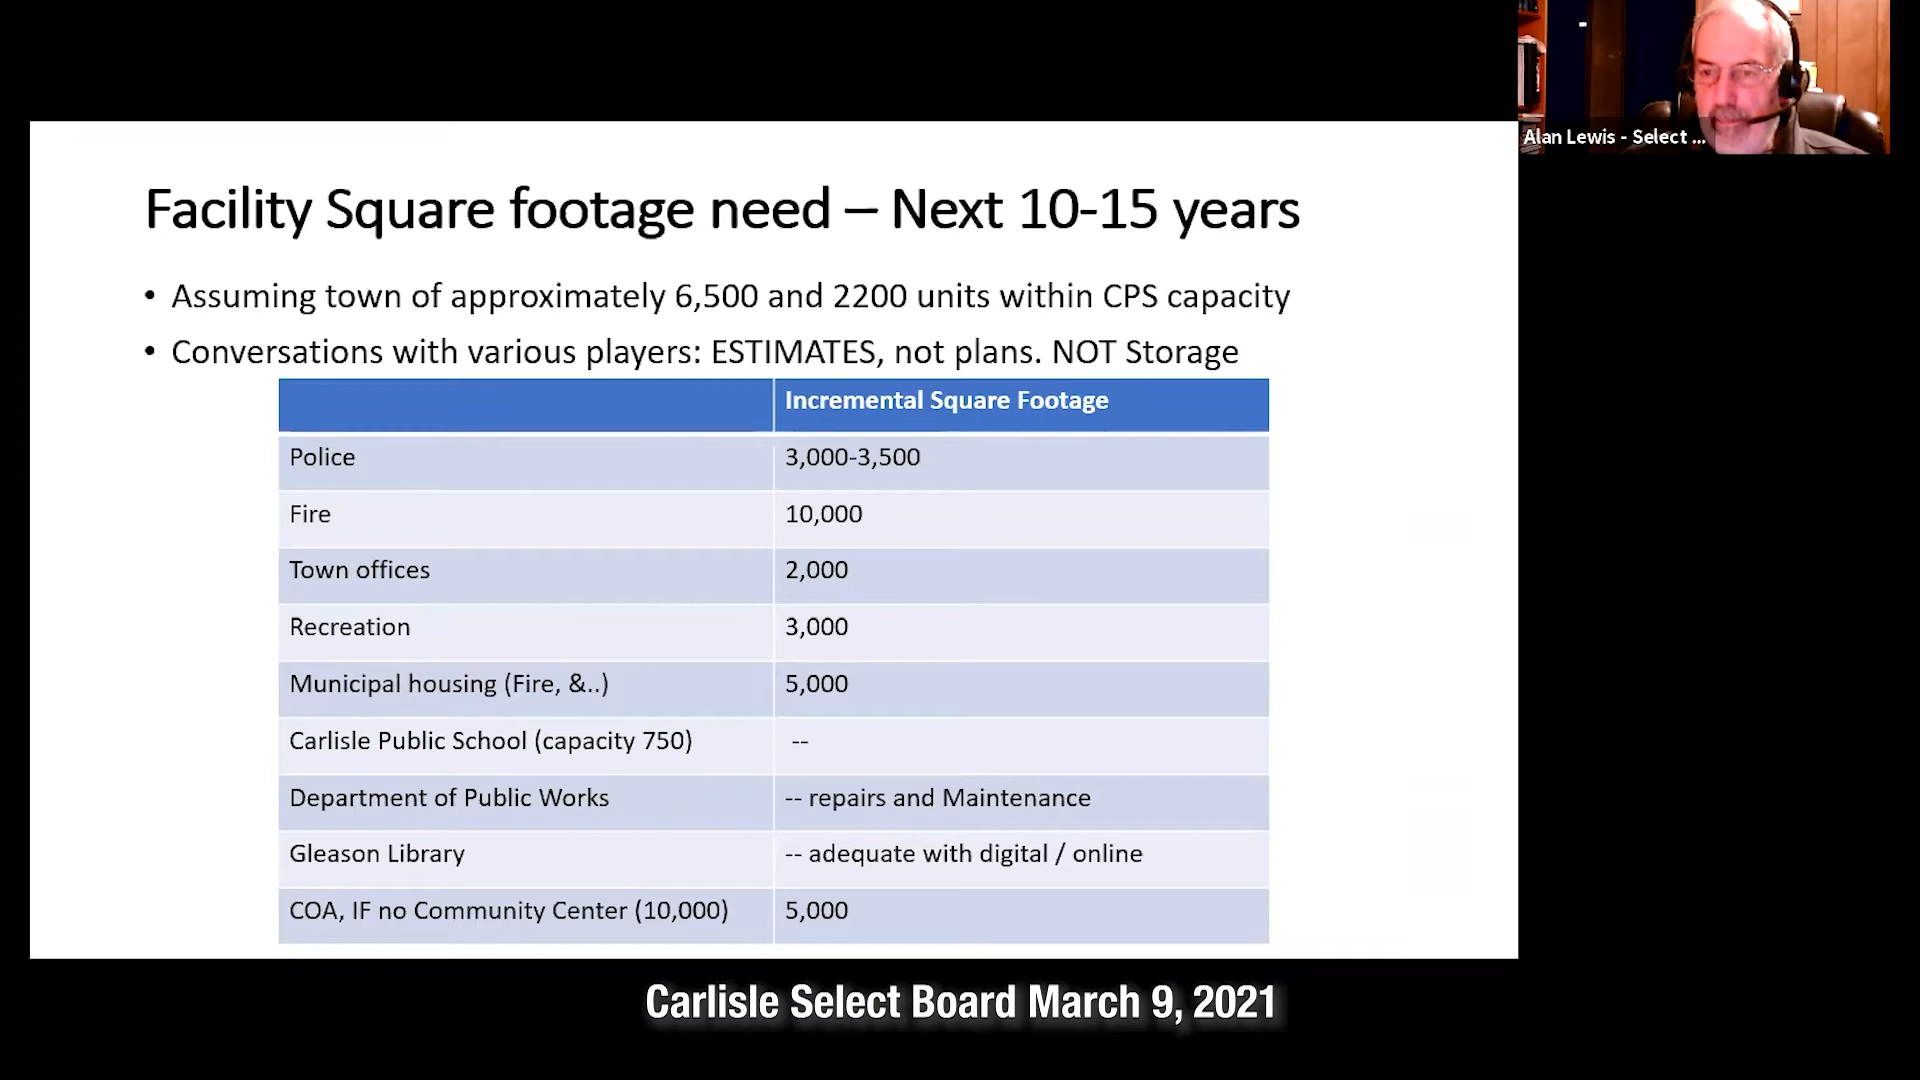 Alan Lewis - Select ...
Facility Square footage need – Next 10-15 years
• Assuming town of approximately 6,500 and 2200 units within CPS capacity
• Conversations with various players: ESTIMATES, not plans. NOT Storage
Incremental Square Footage
Police 3,000-3,500
Fire 10,000
Town offices 2,000
Recreation 3,000
Municipal housing (Fire, &..) 5,000
Carlisle Public School (capacity 750) --
Department of Public Works -- repairs and Maintenance
Gleason Library -- adequate with digital / online
COA, IF no Community Center (10,000) 5,000
Carlisle Select Board March 9, 2021